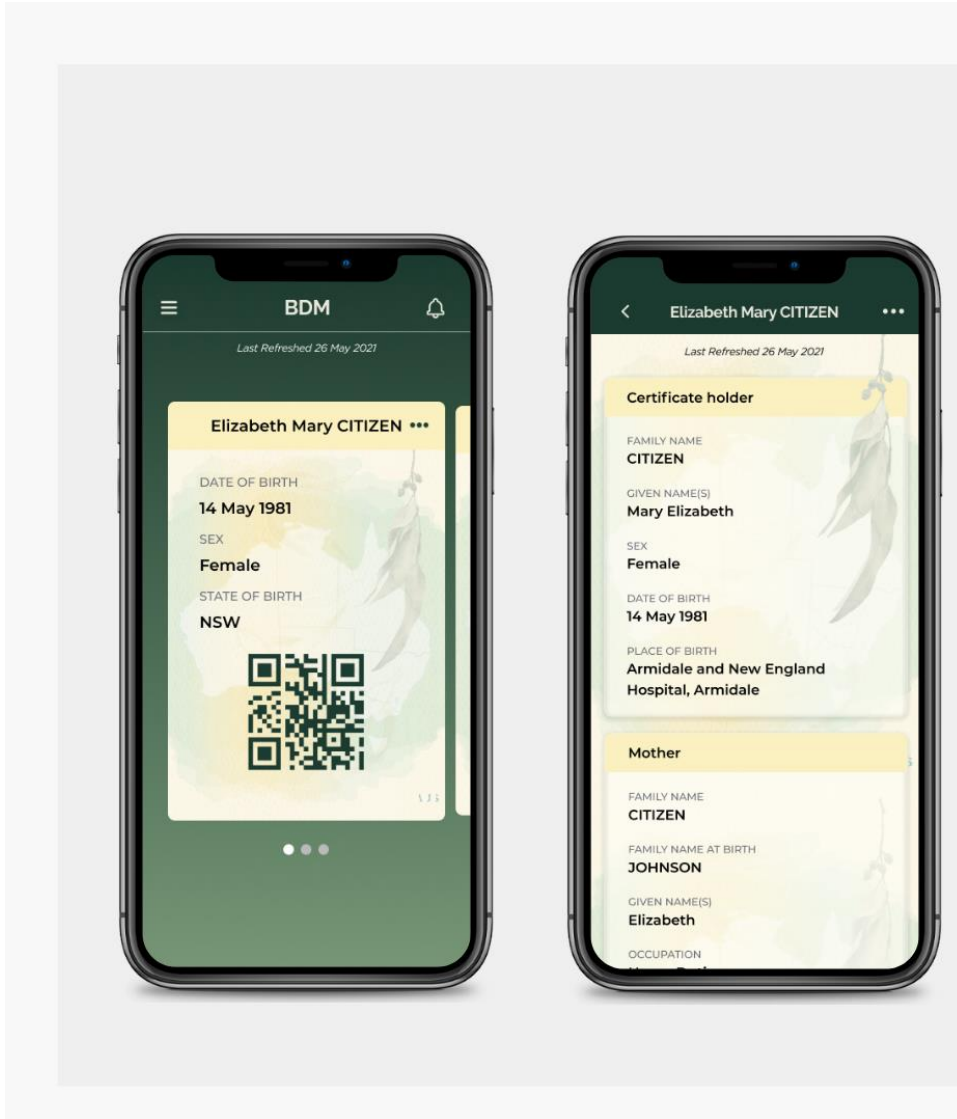 BDM
Last Refreshed 26 May 2021
Elizabeth Mary CITIZEN
DATE OF BIRTH
14 May 1981
SEX
Female
STATE OF BIRTH
NSW
Elizabeth Mary CITIZEN
Last Refreshed 26 May 2021
Certificate holder
FAMILY NAME
CITIZEN
GIVEN NAME(S)
Mary Elizabeth
SEX
Female
DATE OF BIRTH
14 May 1981
PLACE OF BIRTH
Armidale and New England
Hospital, Armidale
Mother
FAMILY NAME
CITIZEN
FAMILY NAME AT BIRTH
JOHNSON
GIVEN NAME(S)
Elizabeth
OCCUPATION